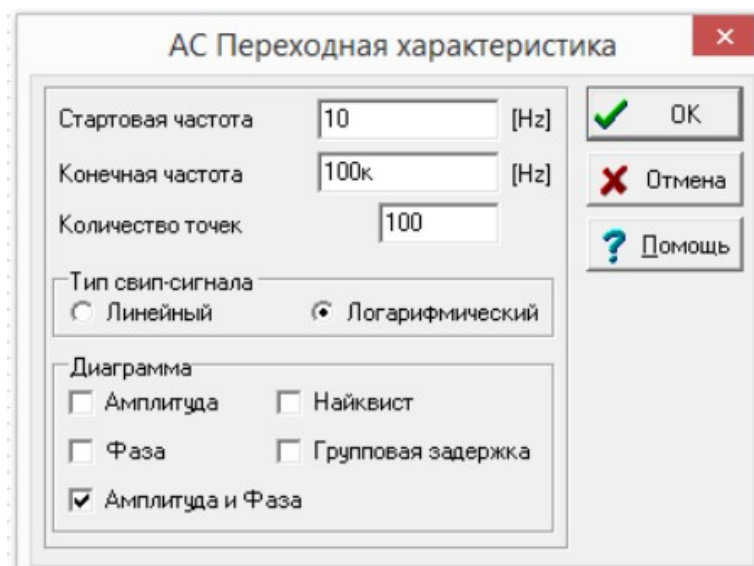 АС Переходная характеристика
Стартовая частота 10 [Hz]
Конечная частота 100к [Hz]
Количество точек 100
Тип свип-сигнала
Линейный Логарифмический
Диаграмма
Амплитуда Найквист
Фаза Групповая задержка
Амплитуда и Фаза
ОК
Отмена
? Помощь